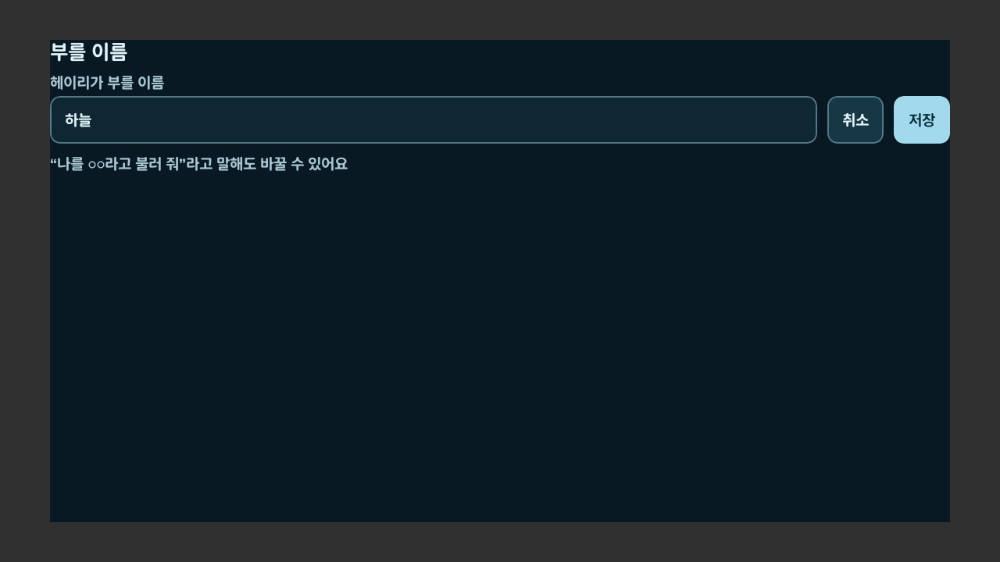 부를 이름
헤이리가 부를 이름
하늘
취소
저장
“나를 ○○라고 불러 줘”라고 말해도 바꿀 수 있어요